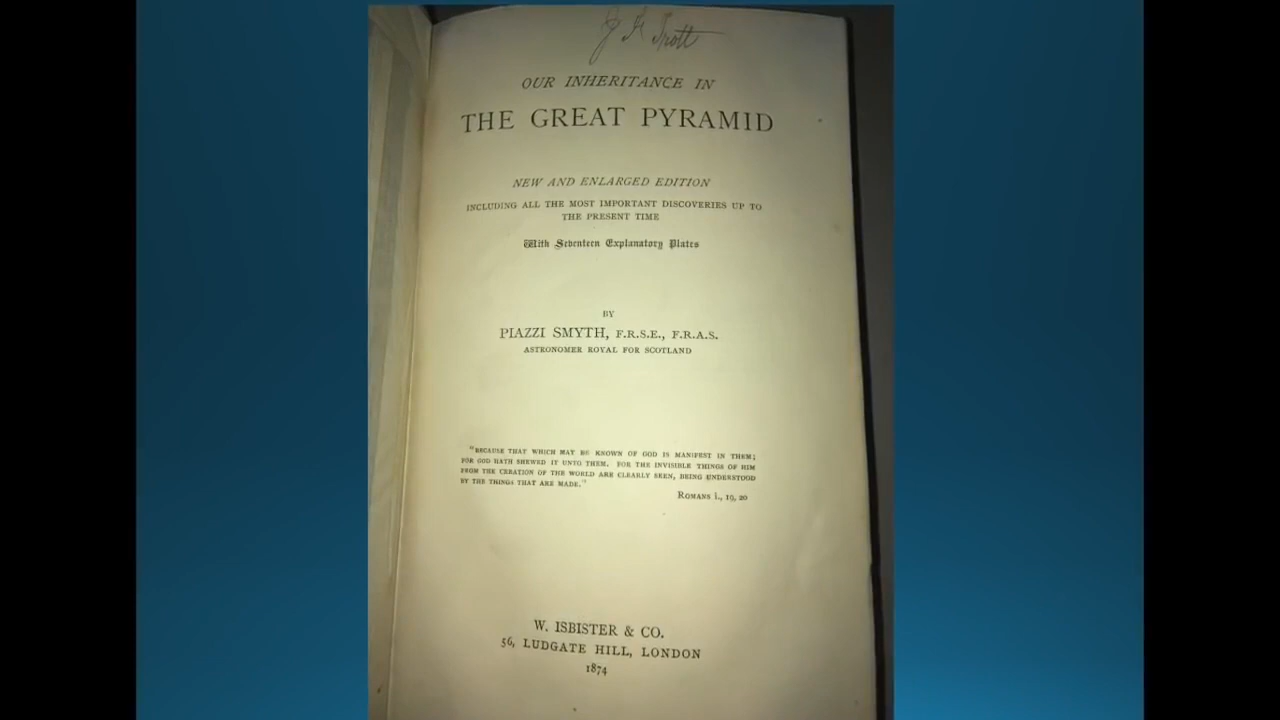 OUR INHERITANCE IN
THE GREAT PYRAMID
NEW AND ENLARGED EDITION
INCLUDING ALL THE MOST IMPORTANT DISCOVERIES UP TO
THE PRESENT TIME
With Seventeen Explanatory Plates
BY
PIAZZI SMYTH, F.R.S.E., F.R.A.S.
ASTRONOMER ROYAL FOR SCOTLAND
"BECAUSE THAT WHICH MAY BE KNOWN OF GOD IS MANIFEST IN THEM;
FOR GOD HATH SHEWED IT UNTO THEM. FOR THE INVISIBLE THINGS OF HIM
FROM THE CREATION OF THE WORLD ARE CLEARLY SEEN, BEING UNDERSTOOD
BY THE THINGS THAT ARE MADE."
ROMANS i., 19, 20
W. ISBISTER & CO.
56, LUDGATE HILL, LONDON
1874